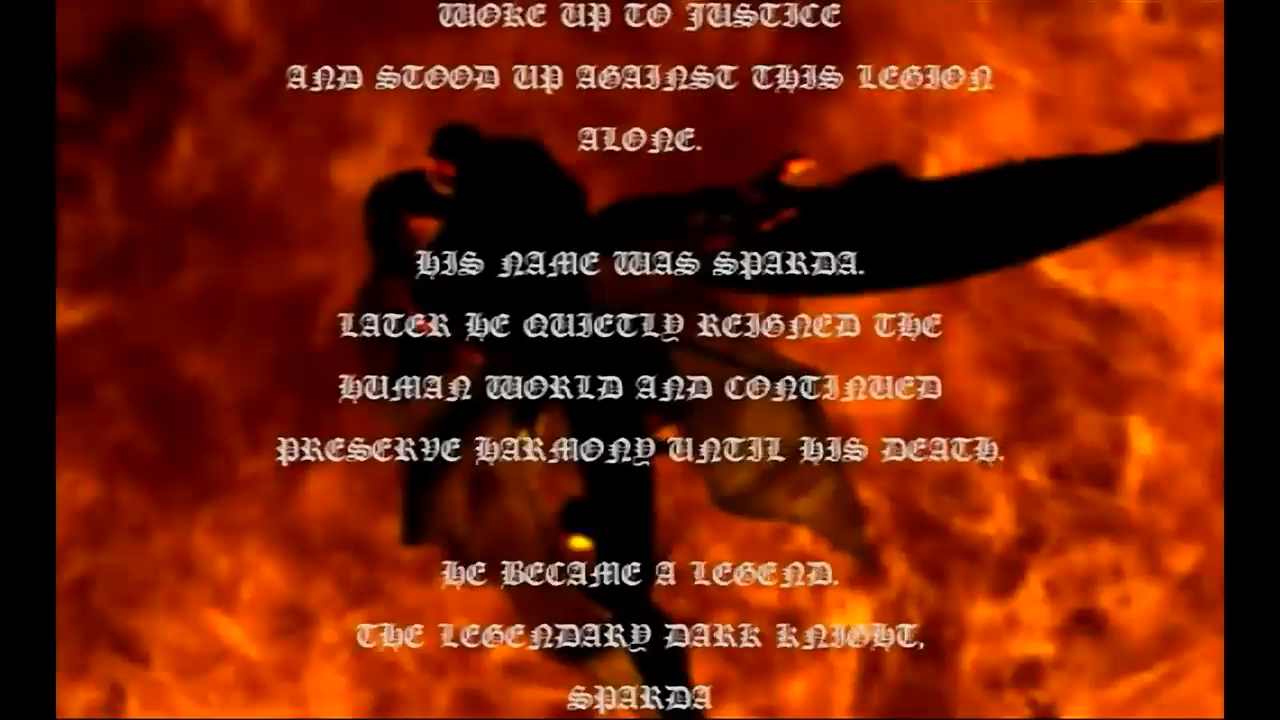 WOKE UP TO JUSTICE
AND STOOD UP AGAINST THIS LEGION
ALONE.
HIS NAME WAS SPARDA.
LATER HE QUIETLY REIGNED THE
HUMAN WORLD AND CONTINUED
PRESERVE HARMONY UNTIL HIS DEATH.
HE BECAME A LEGEND.
THE LEGENDARY DARK KNIGHT,
SPARDA